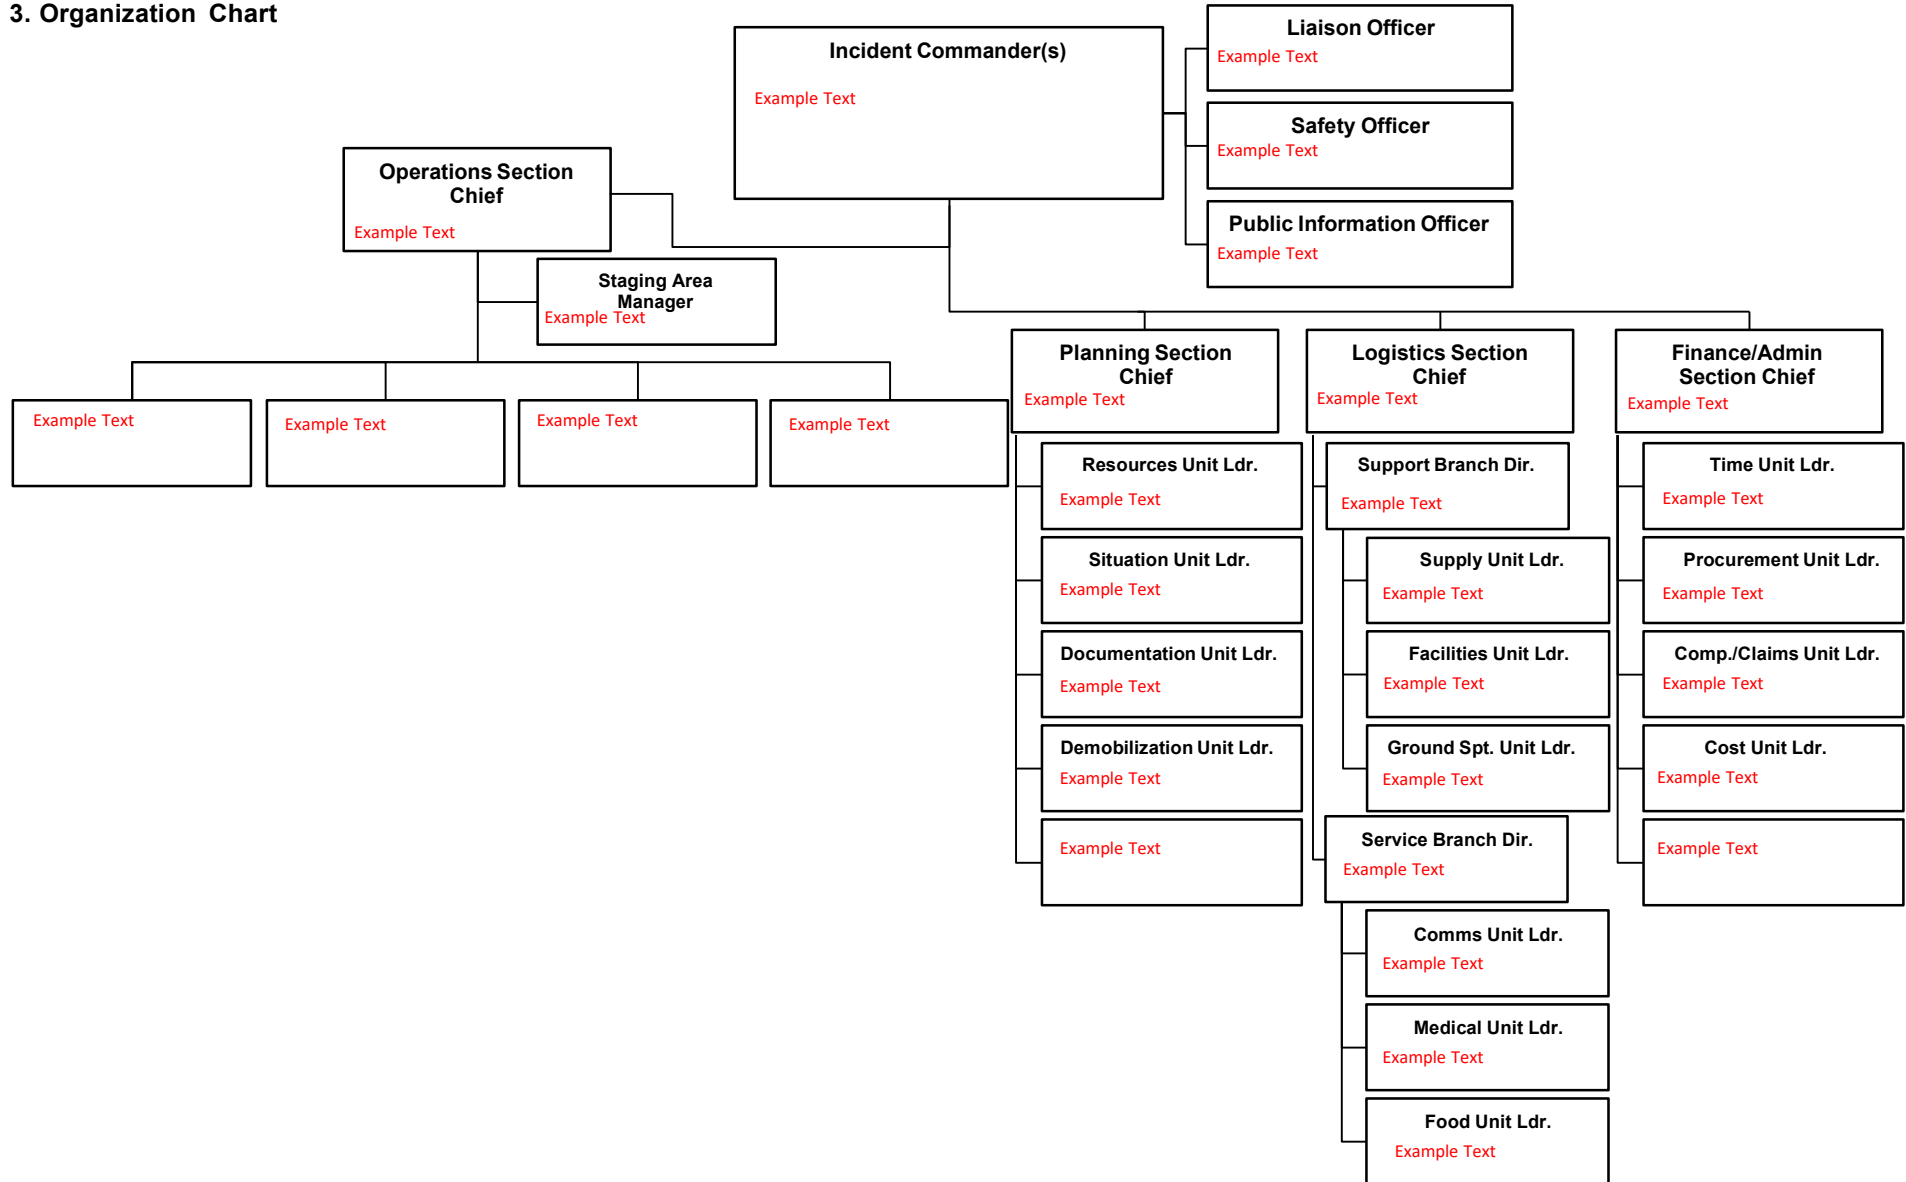 3. Organization Chart
Incident Commander(s)
Example Text
Liaison Officer
Example Text
Safety Officer
Example Text
Public Information Officer
Example Text
Operations Section
Chief
Example Text
Staging Area
Manager
Example Text
Example Text
Example Text
Example Text
Example Text
Planning Section
Chief
Example Text
Resources Unit Ldr.
Example Text
Situation Unit Ldr.
Example Text
Documentation Unit Ldr.
Example Text
Demobilization Unit Ldr.
Example Text
Example Text
Logistics Section
Chief
Example Text
Support Branch Dir.
Example Text
Supply Unit Ldr.
Example Text
Facilities Unit Ldr.
Example Text
Ground Spt. Unit Ldr.
Example Text
Service Branch Dir.
Example Text
Comms Unit Ldr.
Example Text
Medical Unit Ldr.
Example Text
Food Unit Ldr.
Example Text
Finance/Admin
Section Chief
Example Text
Time Unit Ldr.
Example Text
Procurement Unit Ldr.
Example Text
Comp./Claims Unit Ldr.
Example Text
Cost Unit Ldr.
Example Text
Example Text